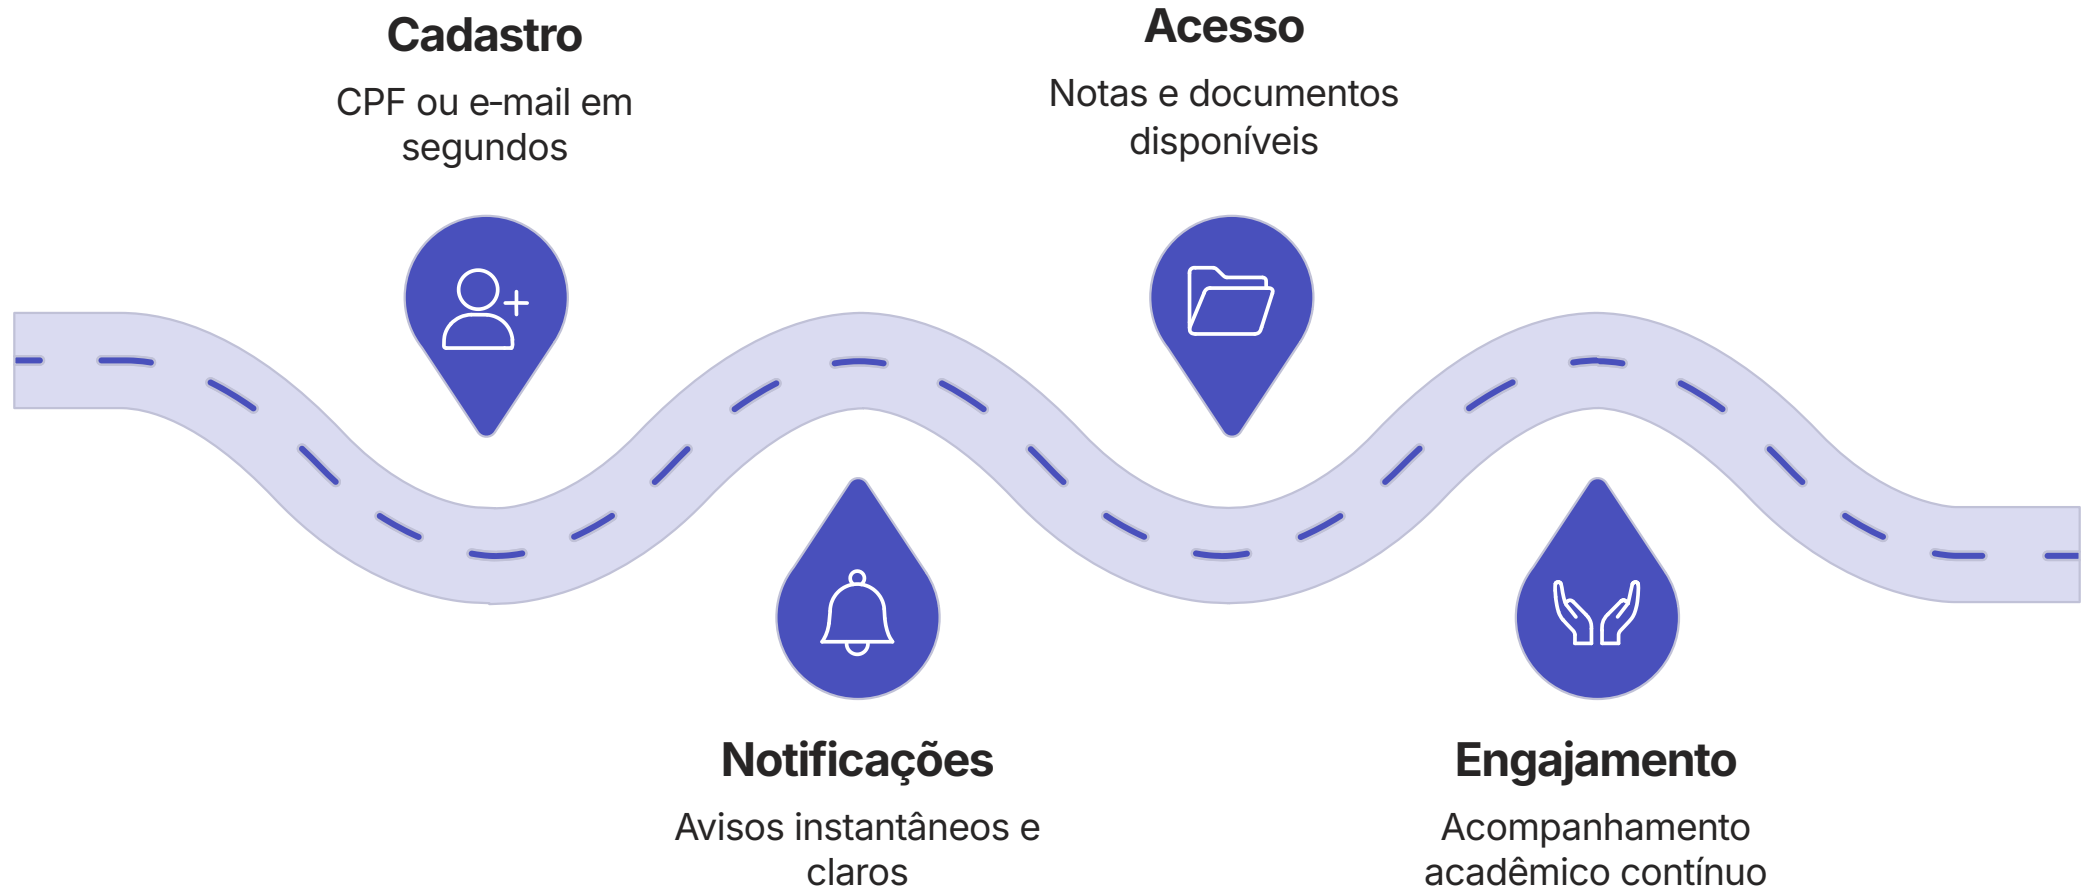 Cadastro
CPF ou e-mail em
segundos
Notificações
Avisos instantâneos e
claros
Acesso
Notas e documentos
disponíveis
Engajamento
Acompanhamento
acadêmico contínuo